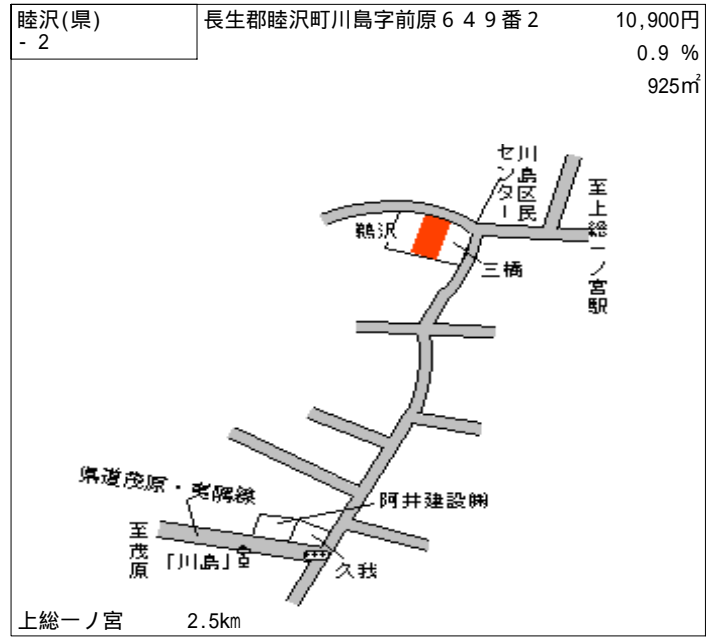 睦沢(県)
- 2
長生郡睦沢町川島字前原６４９番２
10,900円
0.9 %
925㎡
川島区民
センター
至上総一ノ宮駅
鵜沢
三橋
県道茂原・夷隅線
阿井建設㈱
至茂原
「川島」
久我
上総一ノ宮 2.5km